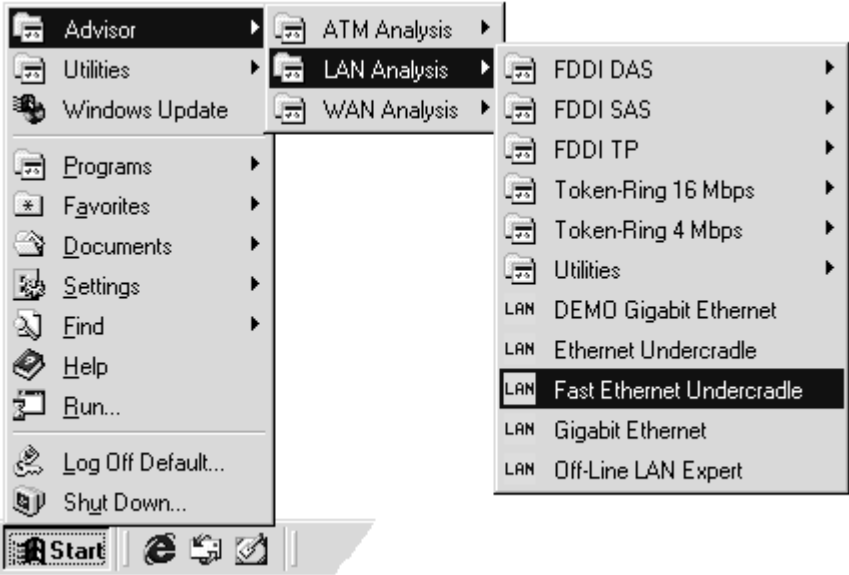 Advisor
Utilities
Windows Update
Programs
Favorites
Documents
Settings
Find
Help
Run...
Log Off Default...
Shut Down...
Start
ATM Analysis
LAN Analysis
WAN Analysis
FDDI DAS
FDDI SAS
FDDI TP
Token-Ring 16 Mbps
Token-Ring 4 Mbps
Utilities
LAN DEMO Gigabit Ethernet
LAN Ethernet Undercradle
LAN Fast Ethernet Undercradle
LAN Gigabit Ethernet
LAN Off-Line LAN Expert